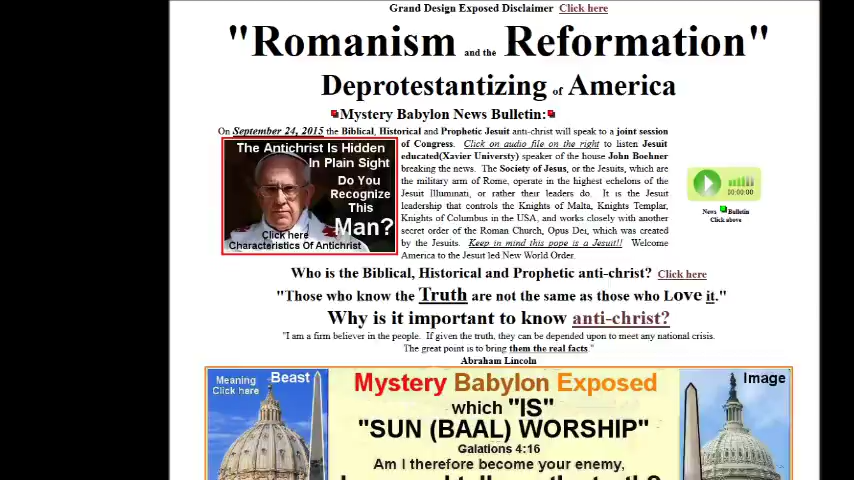 Grand Design Exposed Disclaimer Click here
"Romanism and the Reformation"
Deprotestantizing of America
Mystery Babylon News Bulletin:
On September 24, 2015 the Biblical, Historical and Prophetic Jesuit anti-christ will speak to a joint session
of Congress. Click on audio file on the right to listen Jesuit
educated(Xavier Universty) speaker of the house John Boehner
breaking the news. The Society of Jesus, or the Jesuits, which are
the military arm of Rome, operate in the highest echelons of the
Jesuit Illuminati, or rather their leaders do. It is the Jesuit
leadership that controls the Knights of Malta, Knights Templar,
Knights of Columbus in the USA, and works closely with another
secret order of the Roman Church, Opus Dei, which was created
by the Jesuits. Keep in mind this pope is a Jesuit!! Welcome
America to the Jesuit led New World Order.
The Antichrist Is Hidden
In Plain Sight
Do You
Recognize
This
Man?
Click here
Characteristics Of Antichrist
00:00:00
News Bulletin
Click above
Who is the Biblical, Historical and Prophetic anti-christ? Click here
"Those who know the Truth are not the same as those who Love it."
Why is it important to know anti-christ?
"I am a firm believer in the people. If given the truth, they can be depended upon to meet any national crisis.
The great point is to bring them the real facts."
Abraham Lincoln
Meaning
Click here
Beast
Mystery Babylon Exposed
which "IS"
"SUN (BAAL) WORSHIP"
Galations 4:16
Am I therefore become your enemy,
Image